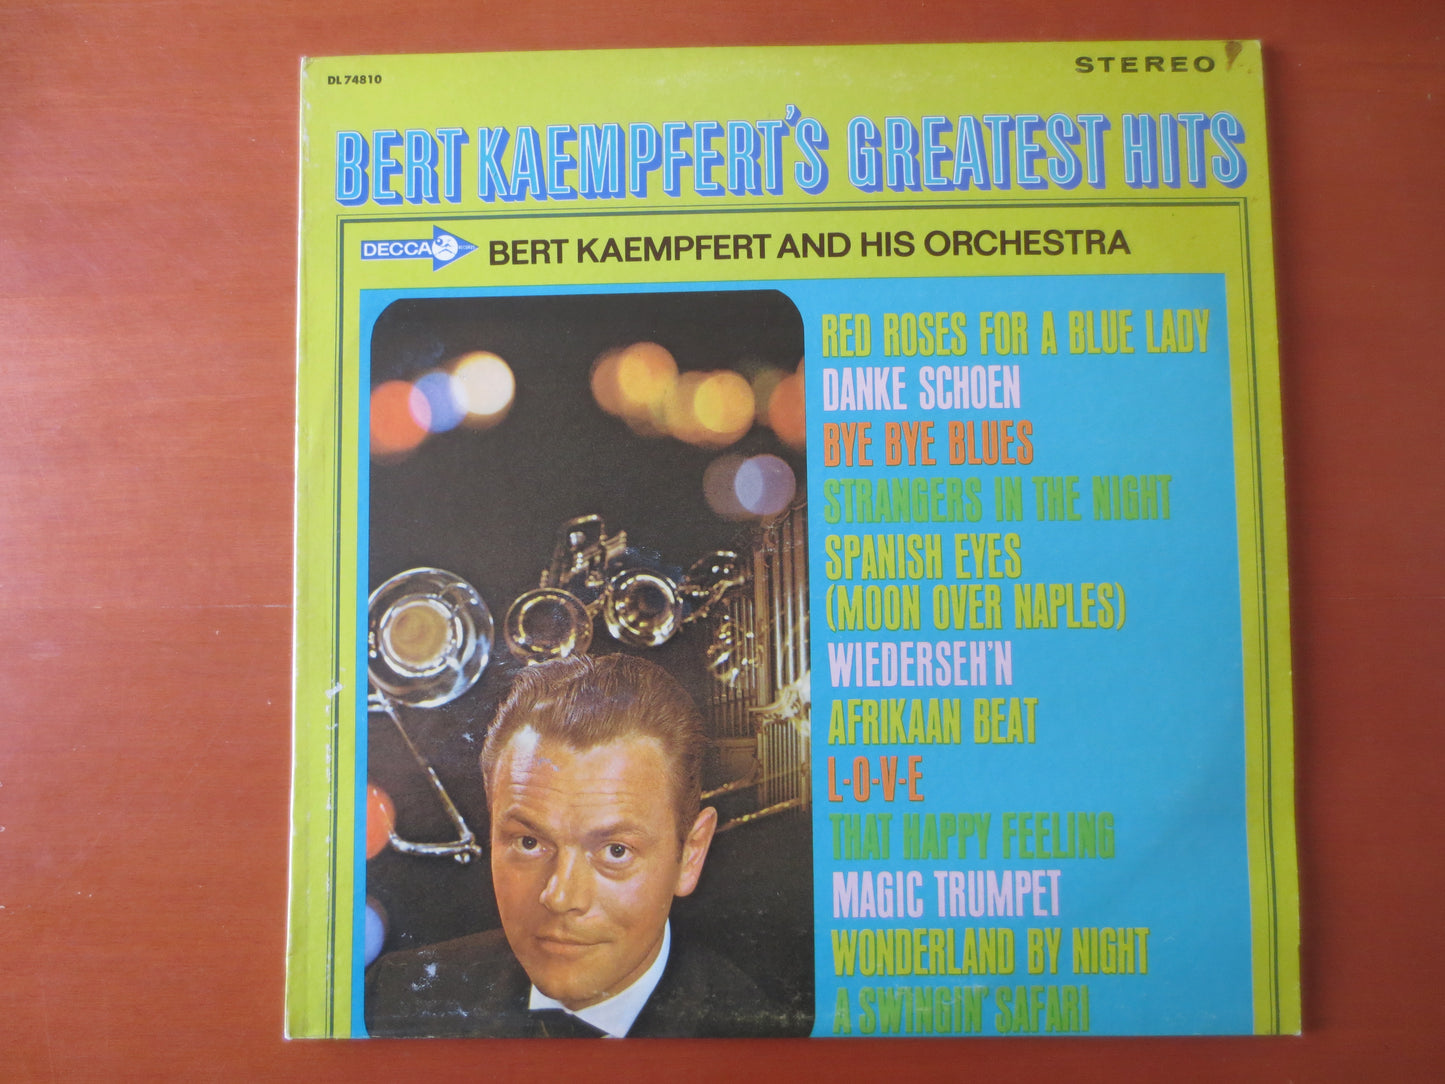 DL 74810
STEREO
BERT KAEMPFERT'S GREATEST HITS
DECCA RECORDS
BERT KAEMPFERT AND HIS ORCHESTRA
RED ROSES FOR A BLUE LADY
DANKE SCHOEN
BYE BYE BLUES
STRANGERS IN THE NIGHT
SPANISH EYES
(MOON OVER NAPLES)
WIEDERSEH'N
AFRIKAAN BEAT
L-O-V-E
THAT HAPPY FEELING
MAGIC TRUMPET
WONDERLAND BY NIGHT
A SWINGIN' SAFARI